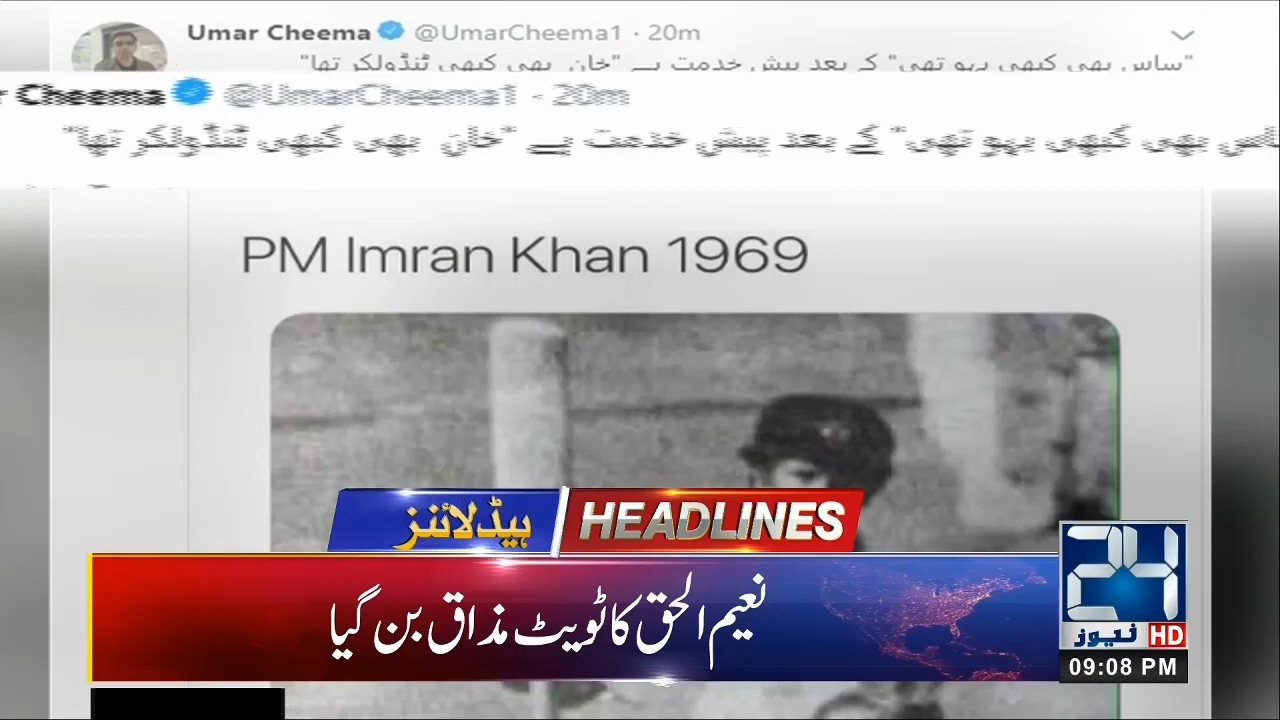 Umar Cheema @UmarCheema1 · 20m
"ساس بھی کبھی بہو تھی" کے بعد پیش خدمت ہے "خان بھی کبھی ٹنڈولکر تھا"
Cheema @UmarCheema1 · 20m
ساس بھی کبھی بہو تھی" کے بعد پیش خدمت ہے "خان بھی کبھی ٹنڈولکر تھا"
PM Imran Khan 1969
ہیڈلائنز HEADLINES
نعیم الحق کا ٹویٹ مذاق بن گیا
24
نیوز HD
09:08 PM